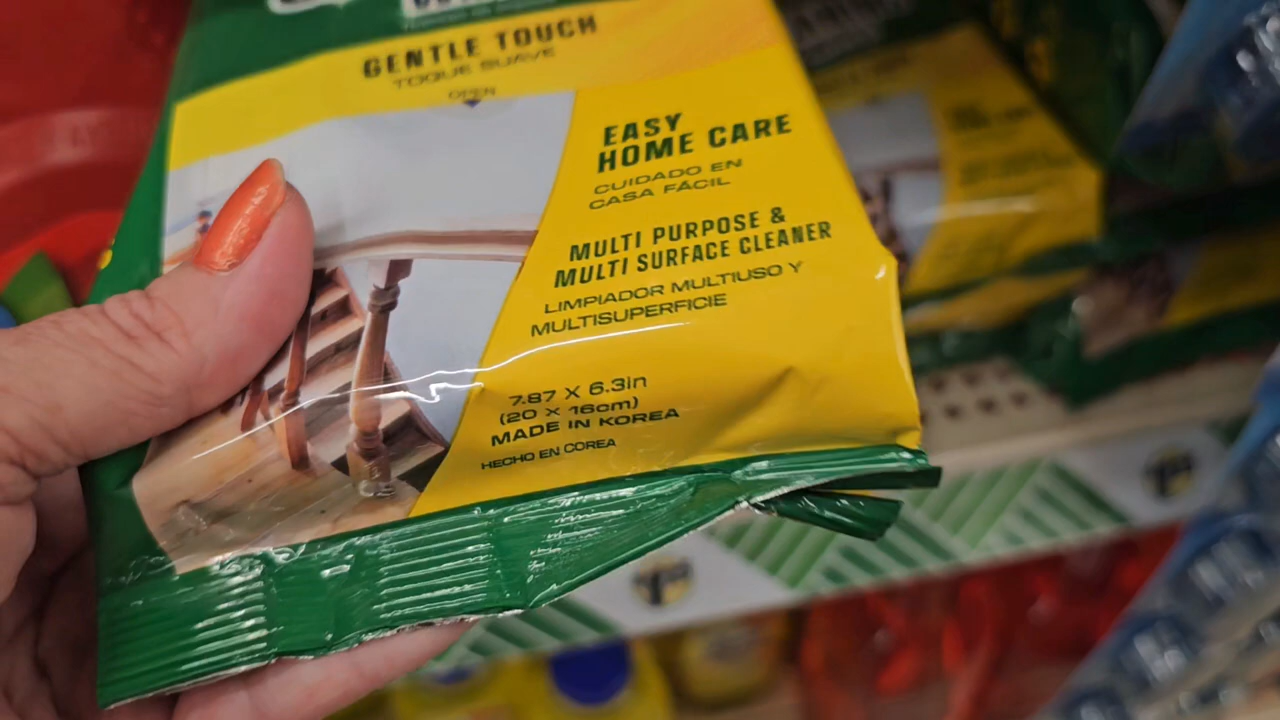 GENTLE TOUCH
TOQUE SUAVE
OPEN
EASY
HOME CARE
CUIDADO EN
CASA FÁCIL
MULTI PURPOSE &
MULTI SURFACE CLEANER
LIMPIADOR MULTIUSO Y
MULTISUPERFICIE
7.87 X 6.3in
(20 X 16cm)
MADE IN KOREA
HECHO EN COREA